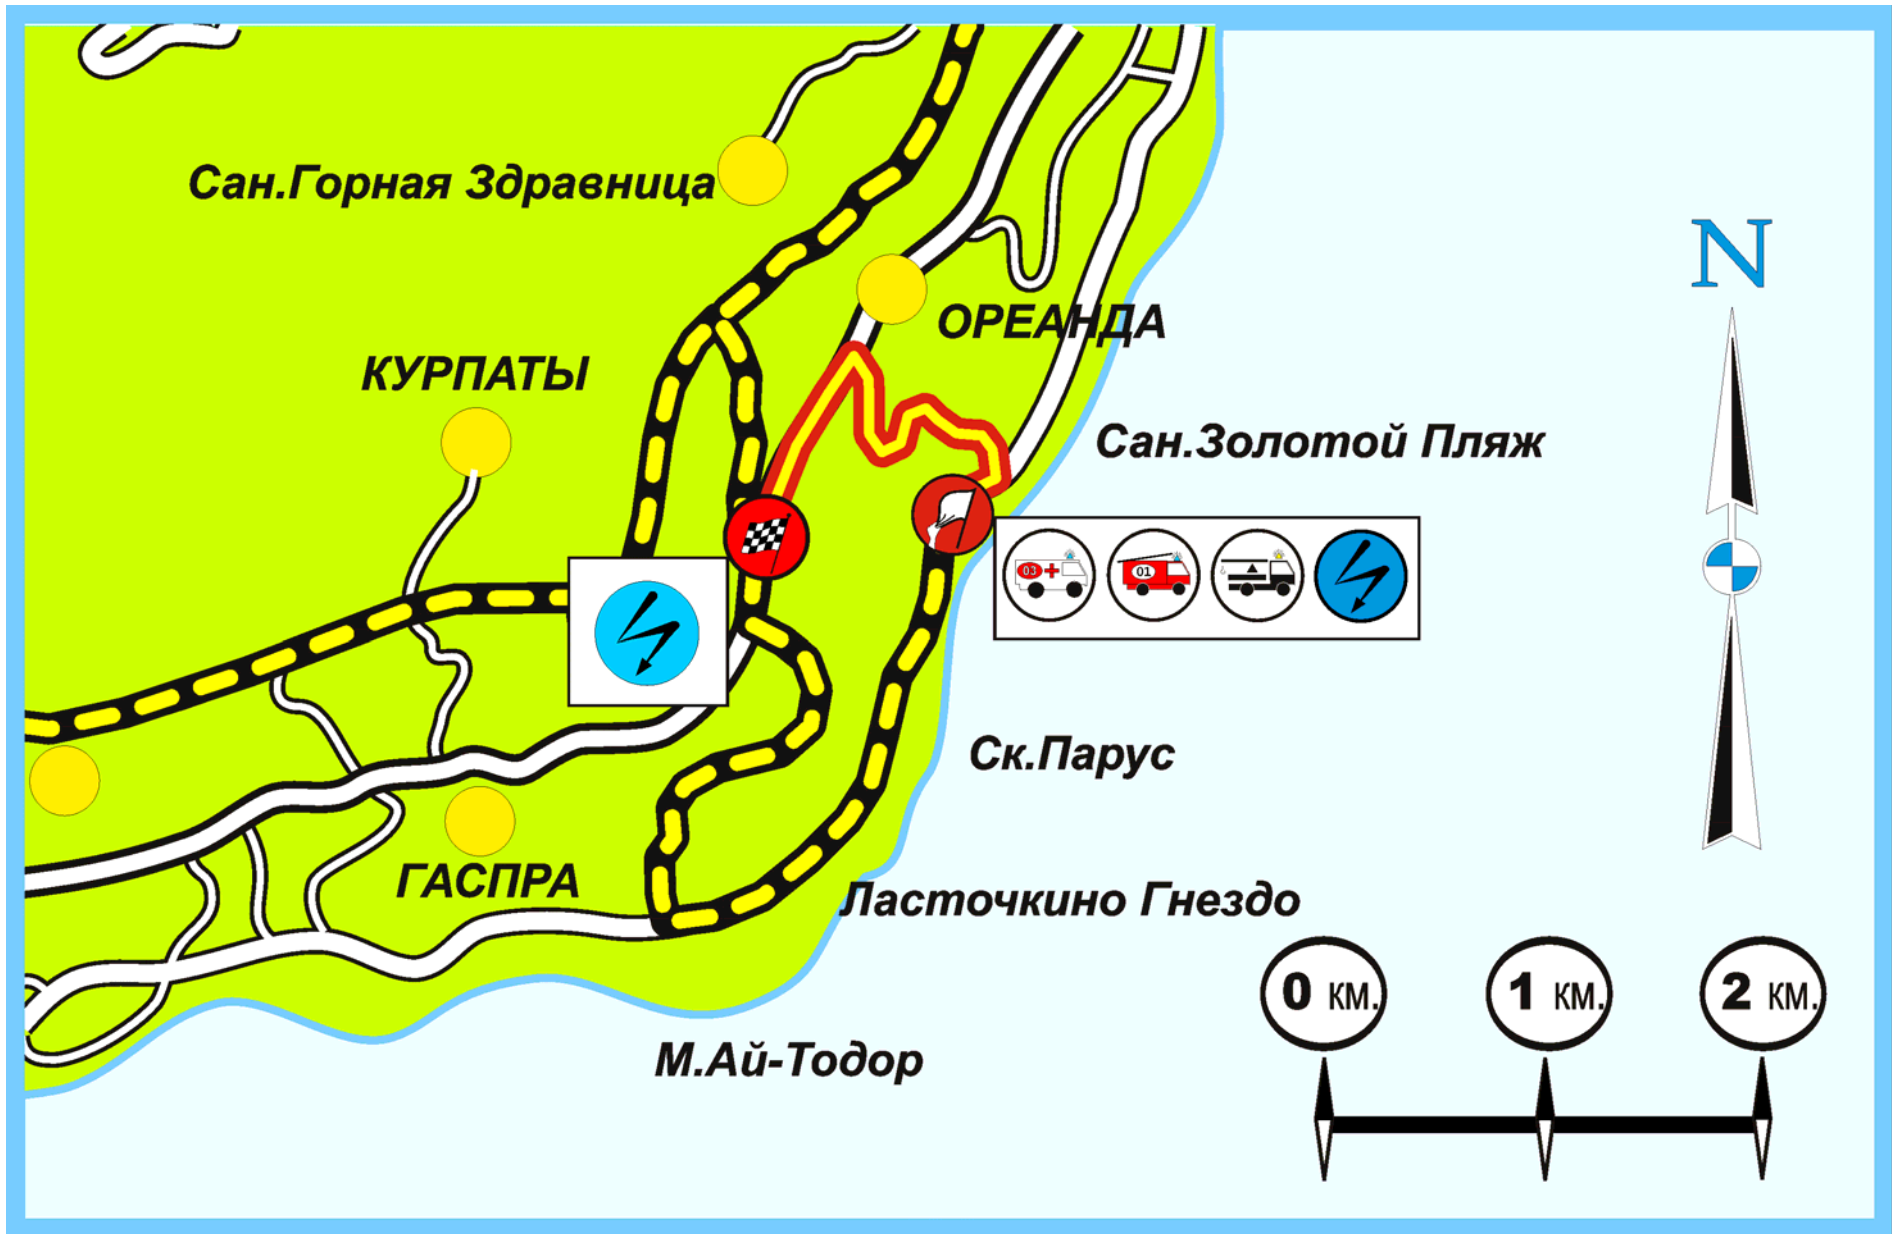 Сан.Горная Здравница
N
ОРЕАНДА
КУРПАТЫ
Сан.Золотой Пляж
03
01
Ск.Парус
ГАСПРА
Ласточкино Гнездо
0 КМ.
1 КМ.
2 КМ.
М.Ай-Тодор